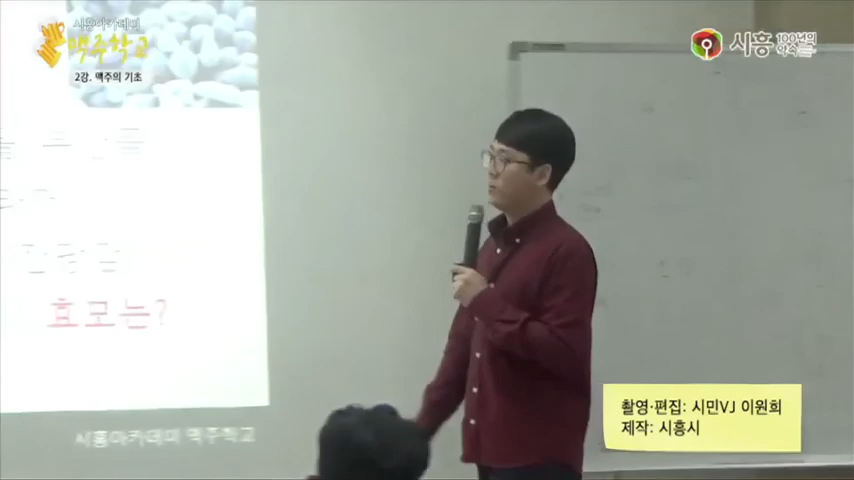 시흥아카데미
맥주학교
2강. 맥주의 기초
시흥 100년의 약속
효모는?
시흥아카데미 맥주학교
촬영·편집: 시민VJ 이원희
제작: 시흥시